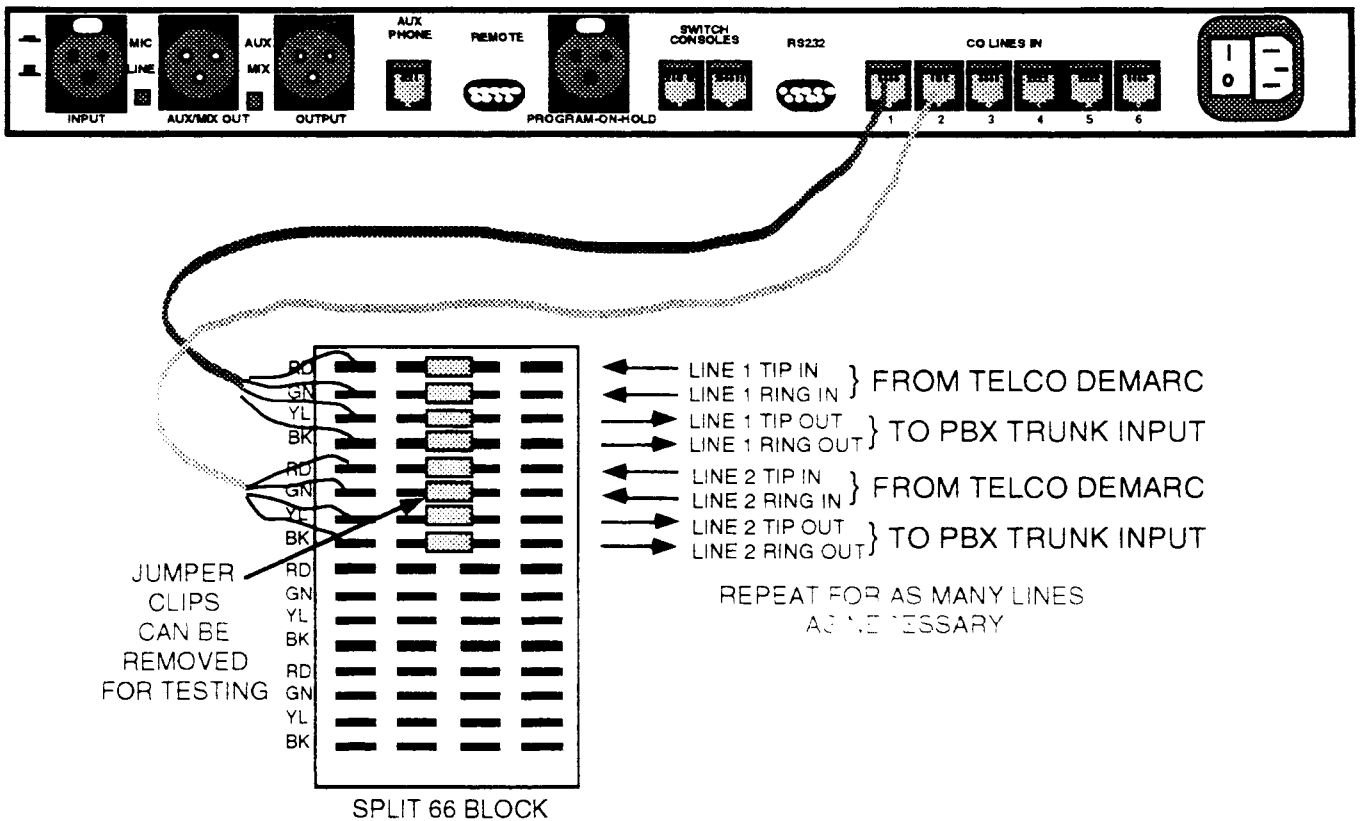 MIC
LINE
INPUT
AUX/MIX OUT
AUX
MIX
OUTPUT
AUX
PHONE
REMOTE
PROGRAM-ON-HOLD
SWITCH
CONSOLES
RS232
CO LINES IN
1 2 3 4 5 6
I
O
RD
GN
YL
BK
RD
GN
YL
BK
RD
GN
YL
BK
RD
GN
YL
BK
LINE 1 TIP IN
LINE 1 RING IN
} FROM TELCO DEMARC
LINE 1 TIP OUT
LINE 1 RING OUT
} TO PBX TRUNK INPUT
LINE 2 TIP IN
LINE 2 RING IN
} FROM TELCO DEMARC
LINE 2 TIP OUT
LINE 2 RING OUT
} TO PBX TRUNK INPUT
REPEAT FOR AS MANY LINES
AS NECESSARY
JUMPER
CLIPS
CAN BE
REMOVED
FOR TESTING
SPLIT 66 BLOCK